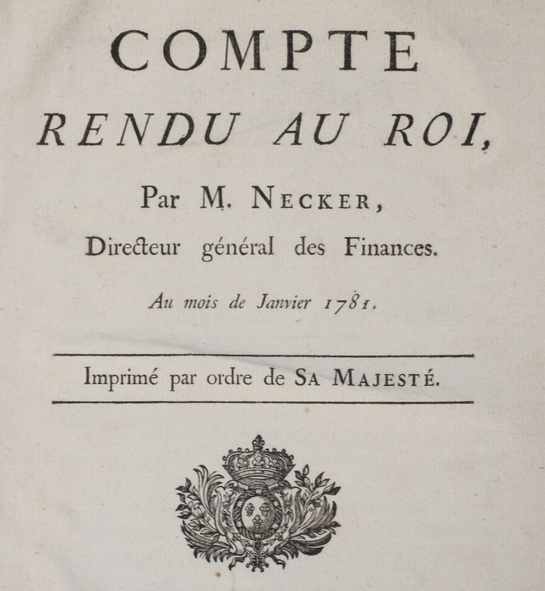 COMPTE
RENDU AU ROI,
Par M. NECKER,
Directeur général des Finances.
Au mois de Janvier 1781.
Imprimé par ordre de SA MAJESTÉ.